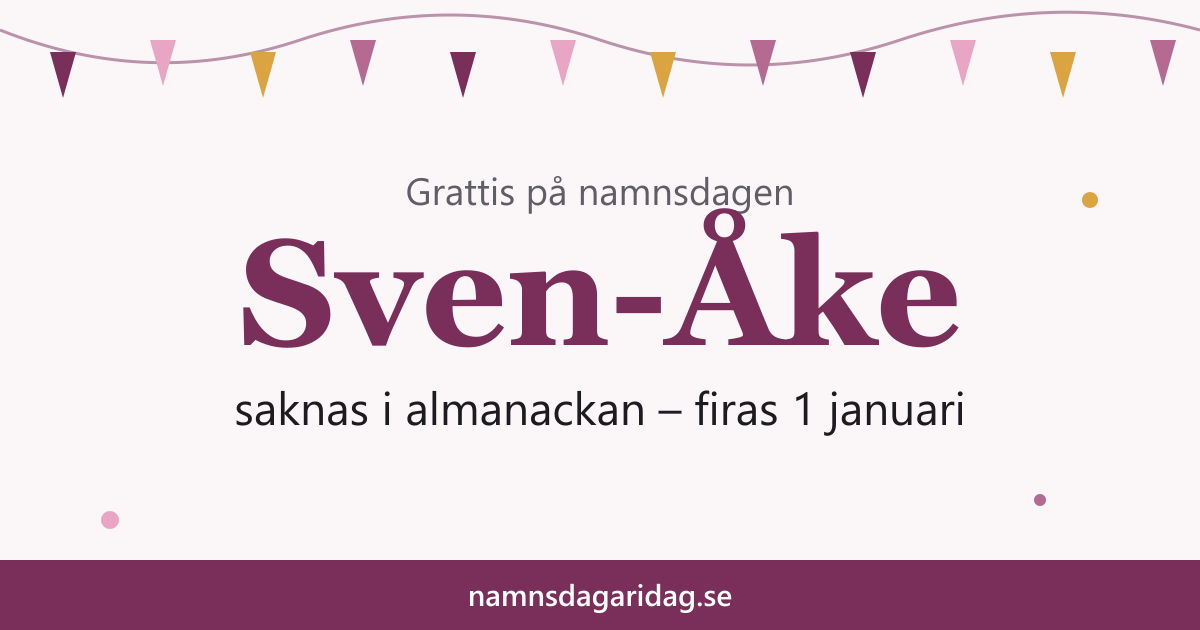 Grattis på namnsdagen
Sven-Åke
saknas i almanackan – firas 1 januari
namnsdagaridag.se